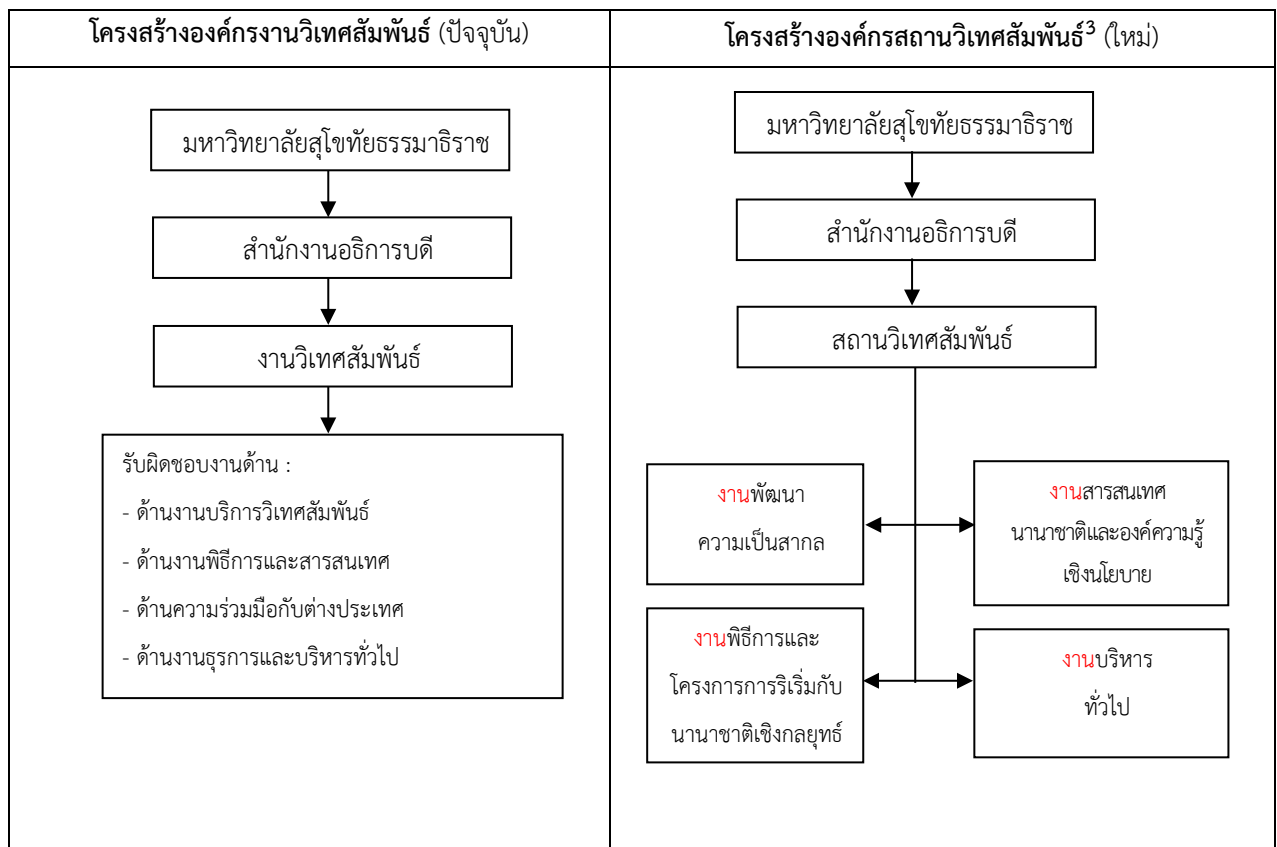 โครงสร้างองค์กรงานวิเทศสัมพันธ์ (ปัจจุบัน)
มหาวิทยาลัยสุโขทัยธรรมาธิราช
สำนักงานอธิการบดี
งานวิเทศสัมพันธ์
รับผิดชอบงานด้าน :
- ด้านงานบริการวิเทศสัมพันธ์
- ด้านงานพิธีการและสารสนเทศ
- ด้านความร่วมมือกับต่างประเทศ
- ด้านงานธุรการและบริหารทั่วไป
โครงสร้างองค์กรสถานวิเทศสัมพันธ์³ (ใหม่)
มหาวิทยาลัยสุโขทัยธรรมาธิราช
สำนักงานอธิการบดี
สถานวิเทศสัมพันธ์
งานพัฒนา
ความเป็นสากล
งานสารสนเทศ
นานาชาติและองค์ความรู้
เชิงนโยบาย
งานพิธีการและ
โครงการการริเริ่มกับ
นานาชาติเชิงกลยุทธ์
งานบริหาร
ทั่วไป